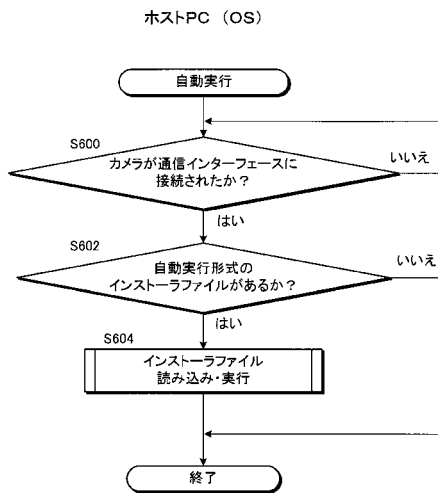 ホストPC (OS)
自動実行
S600
カメラが通信インターフェースに
接続されたか?
いいえ
はい
S602
自動実行形式の
インストーラファイルがあるか?
いいえ
はい
S604
インストーラファイル
読み込み・実行
終了